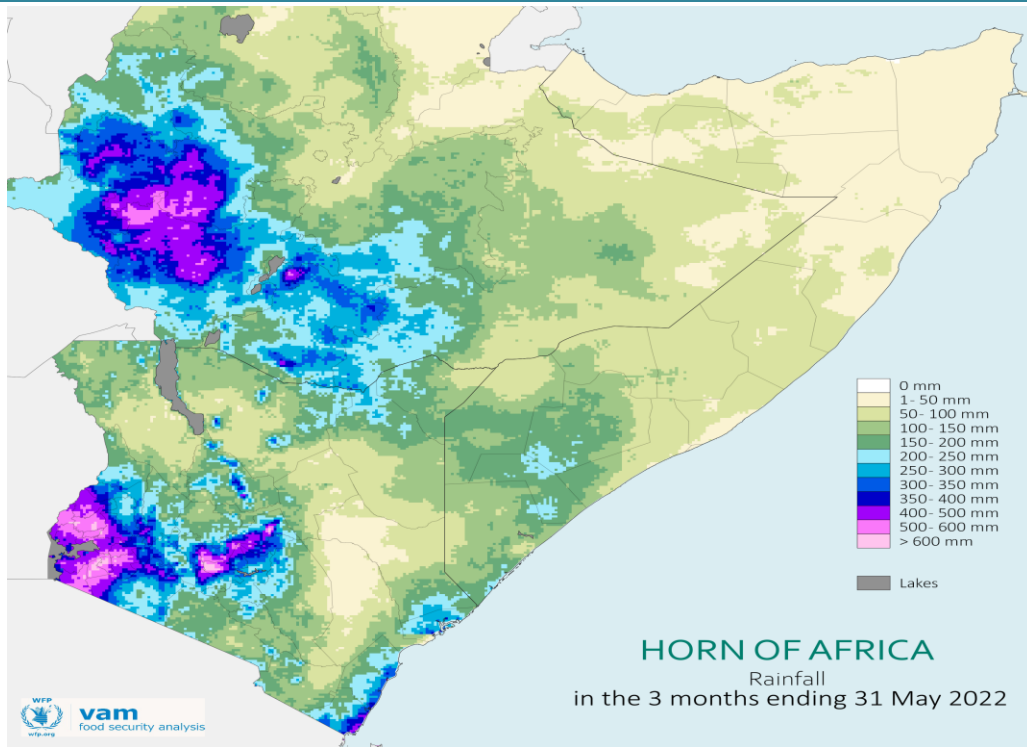 0 mm
1- 50 mm
50- 100 mm
100- 150 mm
150- 200 mm
200- 250 mm
250- 300 mm
300- 350 mm
350- 400 mm
400- 500 mm
500- 600 mm
> 600 mm
Lakes
HORN OF AFRICA
Rainfall
in the 3 months ending 31 May 2022
WFP
wfp.org
vam
food security analysis